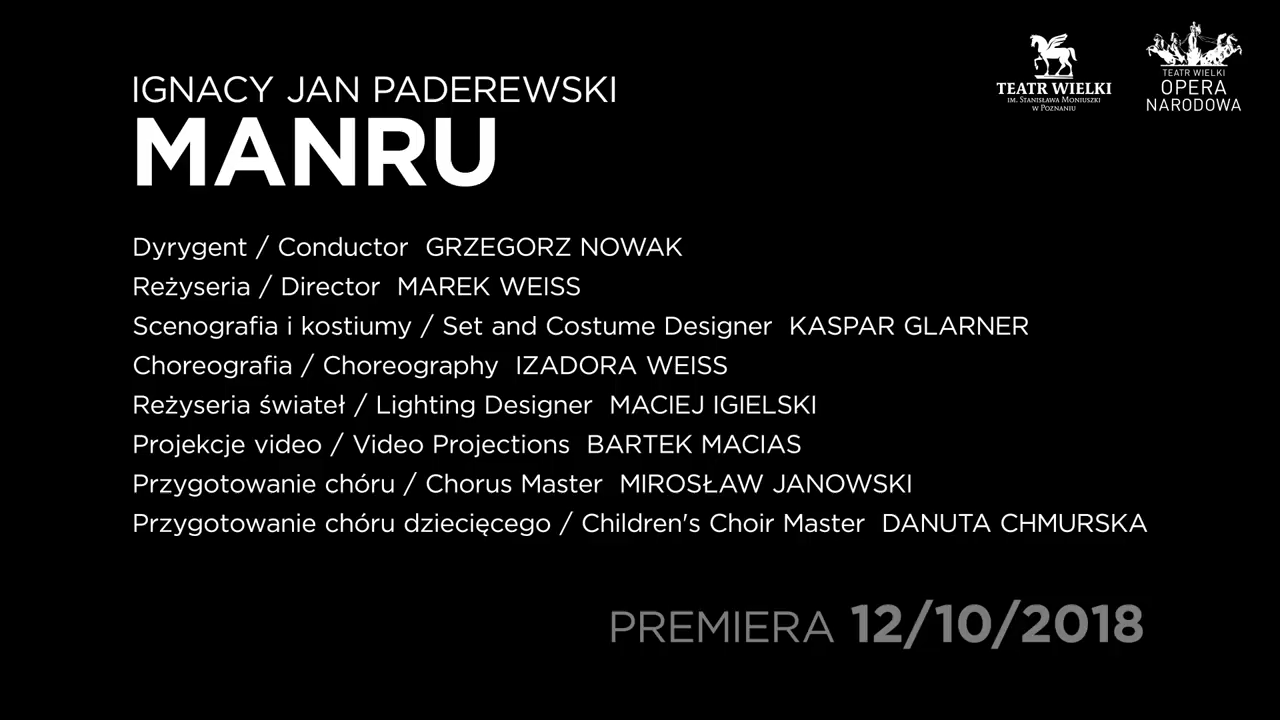 IGNACY JAN PADEREWSKI
MANRU
TEATR WIELKI
IM. STANISŁAWA MONIUSZKI
W POZNANIU
TEATR WIELKI
OPERA
NARODOWA
Dyrygent / Conductor GRZEGORZ NOWAK
Reżyseria / Director MAREK WEISS
Scenografia i kostiumy / Set and Costume Designer KASPAR GLARNER
Choreografia / Choreography IZADORA WEISS
Reżyseria świateł / Lighting Designer MACIEJ IGIELSKI
Projekcje video / Video Projections BARTEK MACIAS
Przygotowanie chóru / Chorus Master MIROSŁAW JANOWSKI
Przygotowanie chóru dziecięcego / Children's Choir Master DANUTA CHMURSKA
PREMIERA 12/10/2018